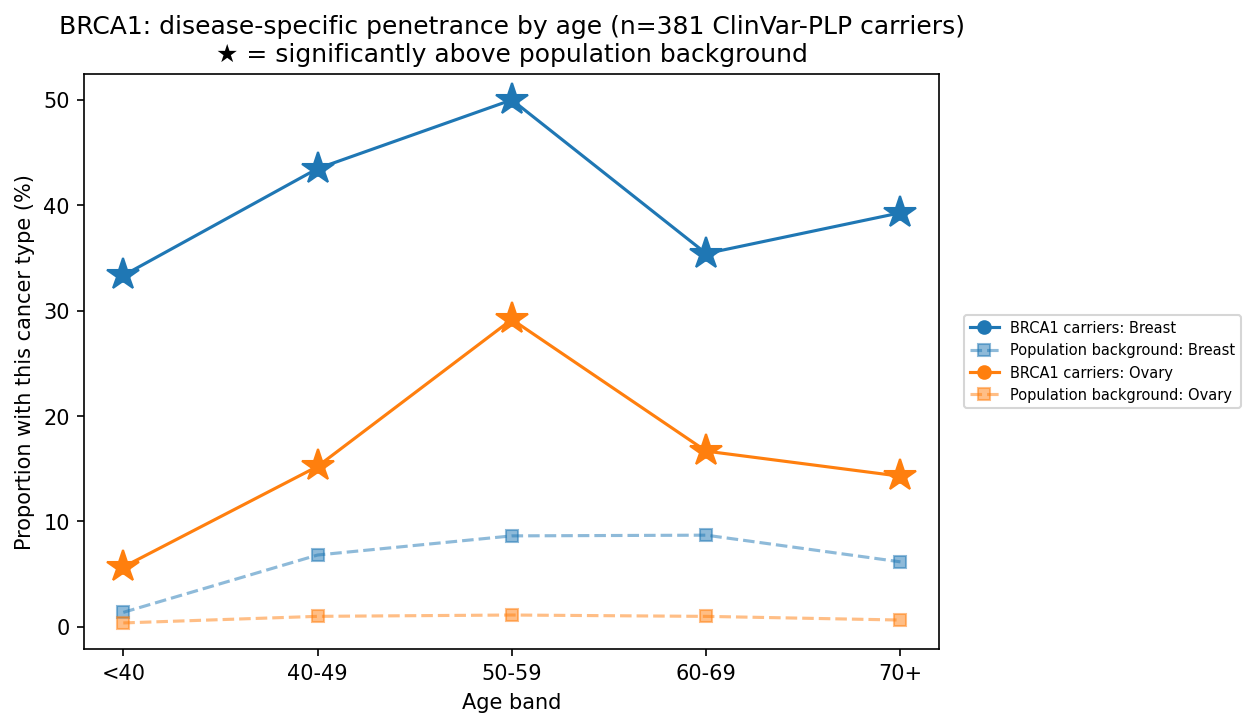 BRCA1: disease-specific penetrance by age (n=381 ClinVar-PLP carriers)
★ = significantly above population background
Proportion with this cancer type (%)
50
40
30
20
10
0
<40
40-49
50-59
60-69
70+
Age band
BRCA1 carriers: Breast
Population background: Breast
BRCA1 carriers: Ovary
Population background: Ovary